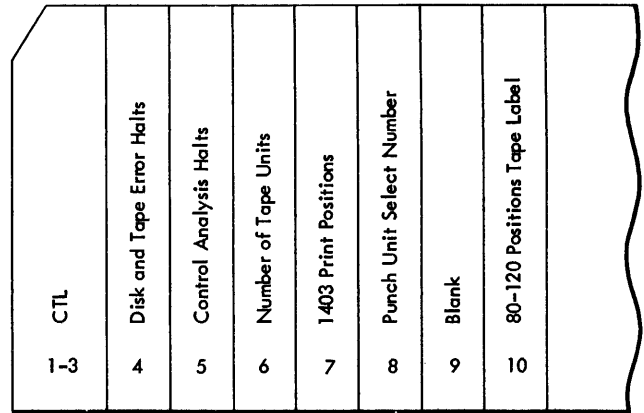 CTL
1-3
Disk and Tape Error Halts
4
Control Analysis Halts
5
Number of Tape Units
6
1403 Print Positions
7
Punch Unit Select Number
8
Blank
9
80-120 Positions Tape Label
10